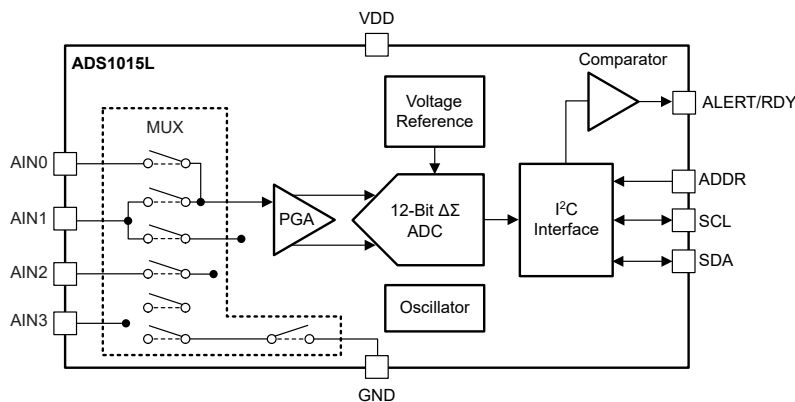 VDD
ADS1015L
Comparator
Voltage
Reference
ALERT/RDY
MUX
AIN0
ADDR
AIN1
PGA
12-Bit ΔΣ
ADC
I²C
Interface
SCL
AIN2
SDA
Oscillator
AIN3
GND